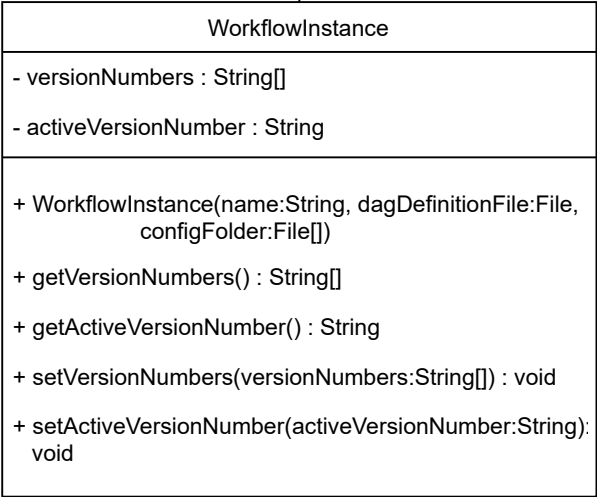 WorkflowInstance
- versionNumbers : String[]
- activeVersionNumber : String
+ WorkflowInstance(name:String, dagDefinitionFile:File,
configFolder:File[])
+ getVersionNumbers() : String[]
+ getActiveVersionNumber() : String
+ setVersionNumbers(versionNumbers:String[]) : void
+ setActiveVersionNumber(activeVersionNumber:String):
void